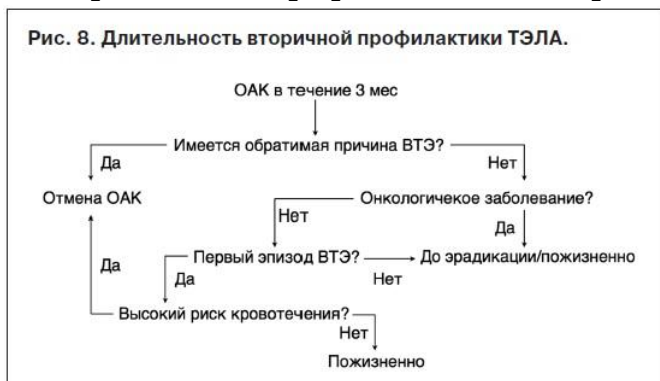 Рис. 8. Длительность вторичной профилактики ТЭЛА.
ОАК в течение 3 мес
Имеется обратимая причина ВТЭ?
Да
Нет
Отмена ОАК
Онкологичекое заболевание?
Нет
Да
Первый эпизод ВТЭ?
До эрадикации/пожизненно
Да
Да
Нет
Высокий риск кровотечения?
Нет
Пожизненно